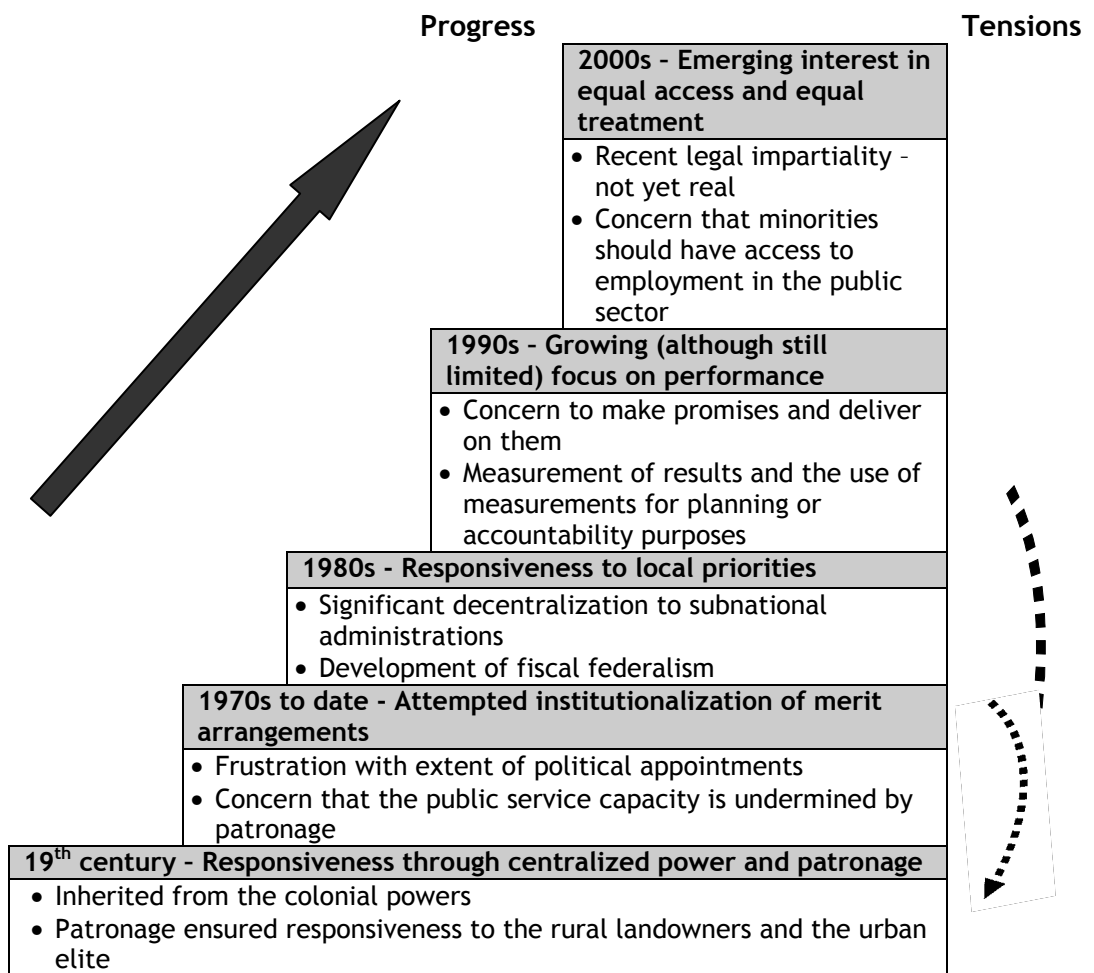 Progress
Tensions
2000s – Emerging interest in
equal access and equal
treatment
• Recent legal impartiality –
not yet real
• Concern that minorities
should have access to
employment in the public
sector
1990s – Growing (although still
limited) focus on performance
• Concern to make promises and deliver
on them
• Measurement of results and the use of
measurements for planning or
accountability purposes
1980s - Responsiveness to local priorities
• Significant decentralization to subnational
administrations
• Development of fiscal federalism
1970s to date - Attempted institutionalization of merit
arrangements
• Frustration with extent of political appointments
• Concern that the public service capacity is undermined by
patronage
19th century – Responsiveness through centralized power and patronage
• Inherited from the colonial powers
• Patronage ensured responsiveness to the rural landowners and the urban
elite